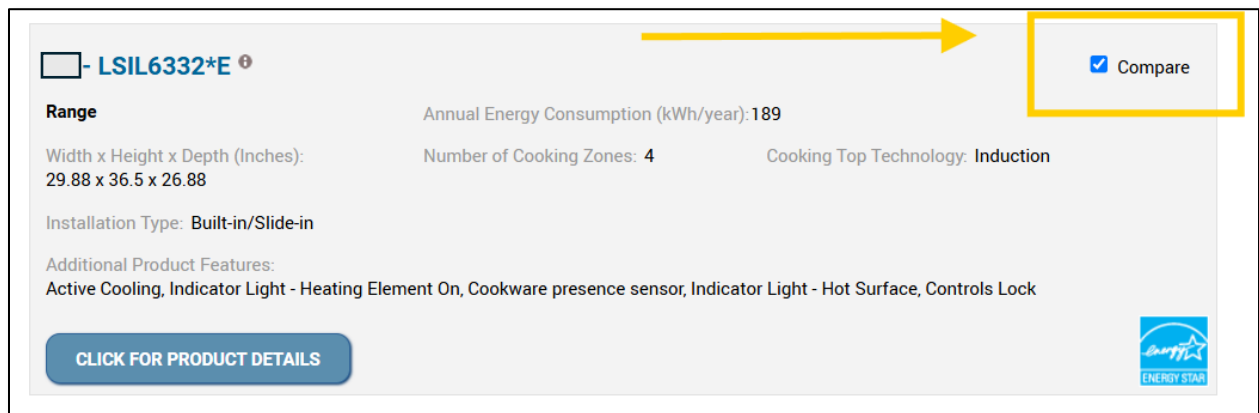 - LSIL6332*E
Compare
Range
Annual Energy Consumption (kWh/year): 189
Width x Height x Depth (Inches):
29.88 x 36.5 x 26.88
Number of Cooking Zones: 4
Cooking Top Technology: Induction
Installation Type: Built-in/Slide-in
Additional Product Features:
Active Cooling, Indicator Light - Heating Element On, Cookware presence sensor, Indicator Light - Hot Surface, Controls Lock
CLICK FOR PRODUCT DETAILS
energy
ENERGY STAR